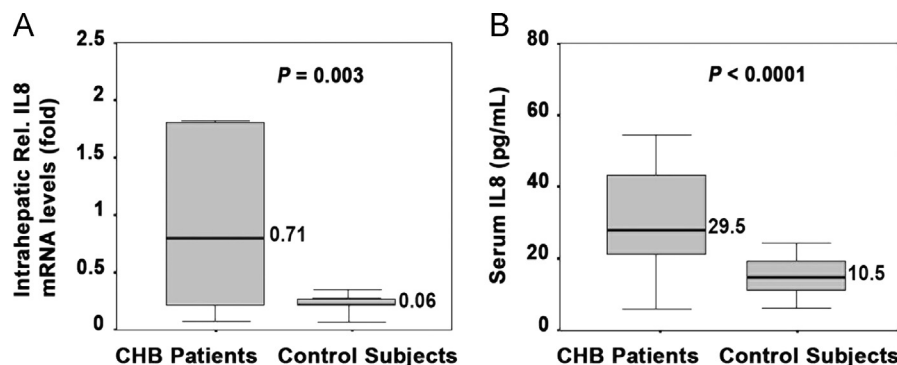 A
Intrahepatic Rel. IL8
mRNA levels (fold)
2.5
2
1.5
1
0.5
0
P = 0.003
0.71
0.06
CHB Patients
Control Subjects
B
Serum IL8 (pg/mL)
80
60
40
20
0
P < 0.0001
29.5
10.5
CHB Patients
Control Subjects